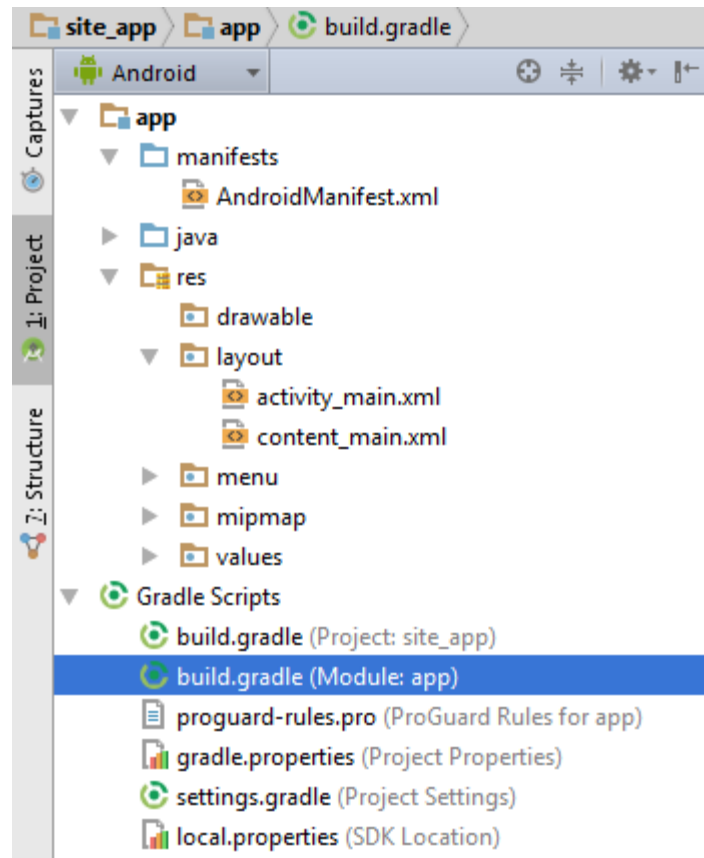 site_app app build.gradle
Captures
1: Project
7: Structure
Android
app
manifests
AndroidManifest.xml
java
res
drawable
layout
activity_main.xml
content_main.xml
menu
mipmap
values
Gradle Scripts
build.gradle (Project: site_app)
build.gradle (Module: app)
proguard-rules.pro (ProGuard Rules for app)
gradle.properties (Project Properties)
settings.gradle (Project Settings)
local.properties (SDK Location)